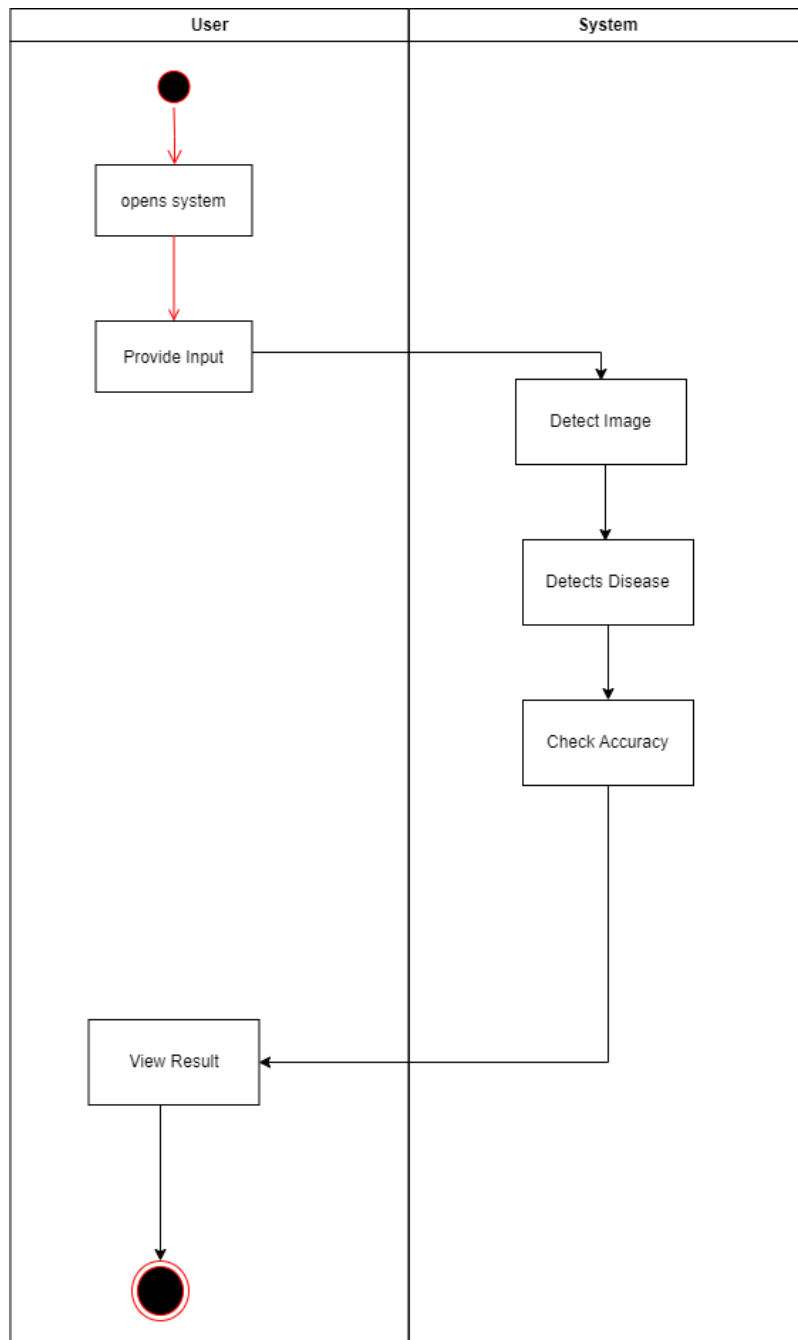 User
System
opens system
Provide Input
Detect Image
Detects Disease
Check Accuracy
View Result